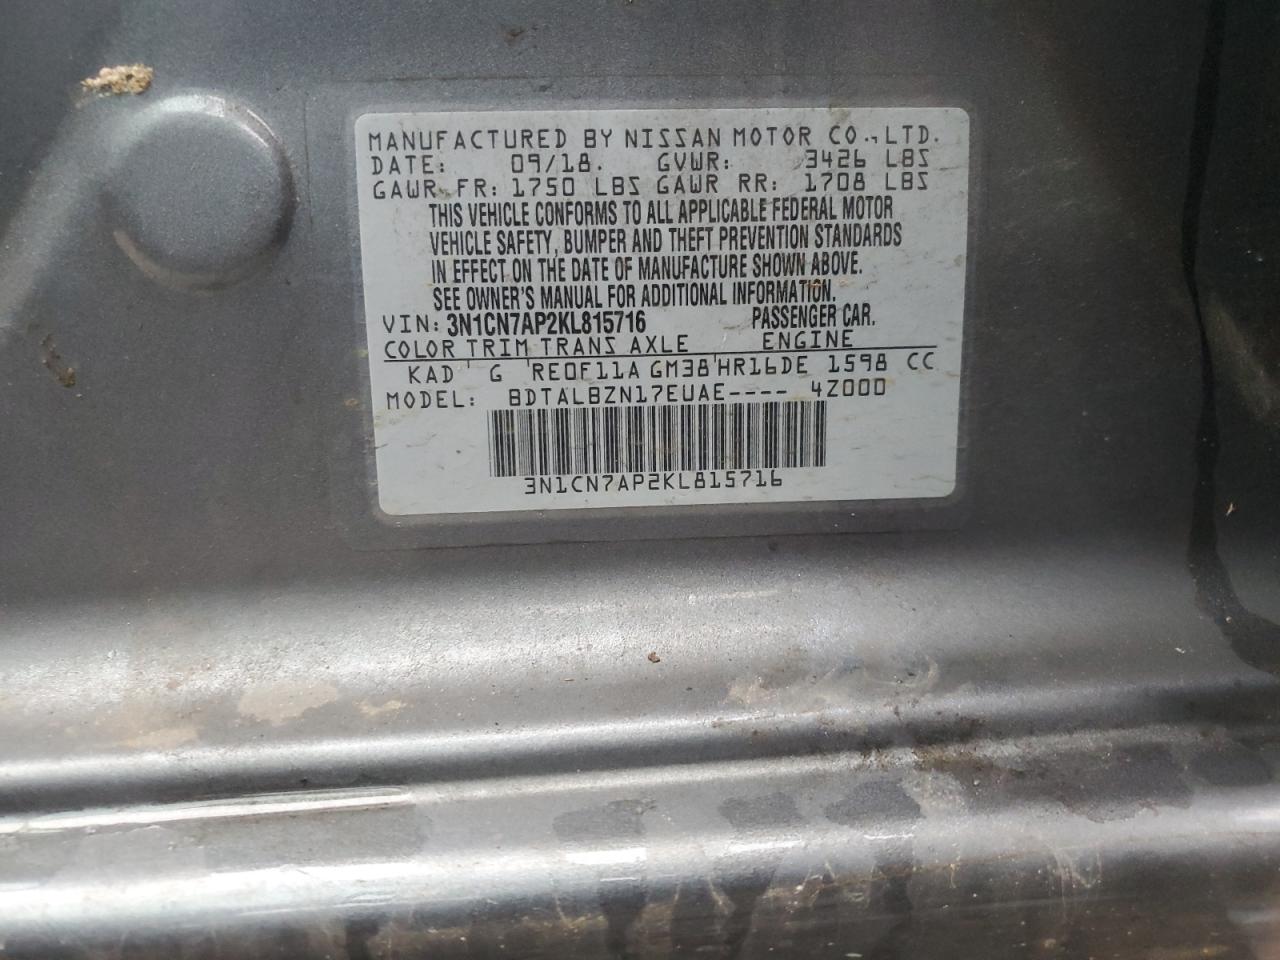 MANUFACTURED BY NISSAN MOTOR CO., LTD.
DATE: 09/18. GVWR: 3426 LBS
GAWR FR: 1750 LBS GAWR RR: 1708 LBS
THIS VEHICLE CONFORMS TO ALL APPLICABLE FEDERAL MOTOR
VEHICLE SAFETY, BUMPER AND THEFT PREVENTION STANDARDS
IN EFFECT ON THE DATE OF MANUFACTURE SHOWN ABOVE.
SEE OWNER'S MANUAL FOR ADDITIONAL INFORMATION.
VIN: 3N1CN7AP2KL815716 PASSENGER CAR.
COLOR TRIM TRANS AXLE ENGINE
KAD ' G 'RE0F11A GM38'HR16DE 1598 CC
MODEL: BDTALBZN17EUAE---- 4Z000
3N1CN7AP2KL815716